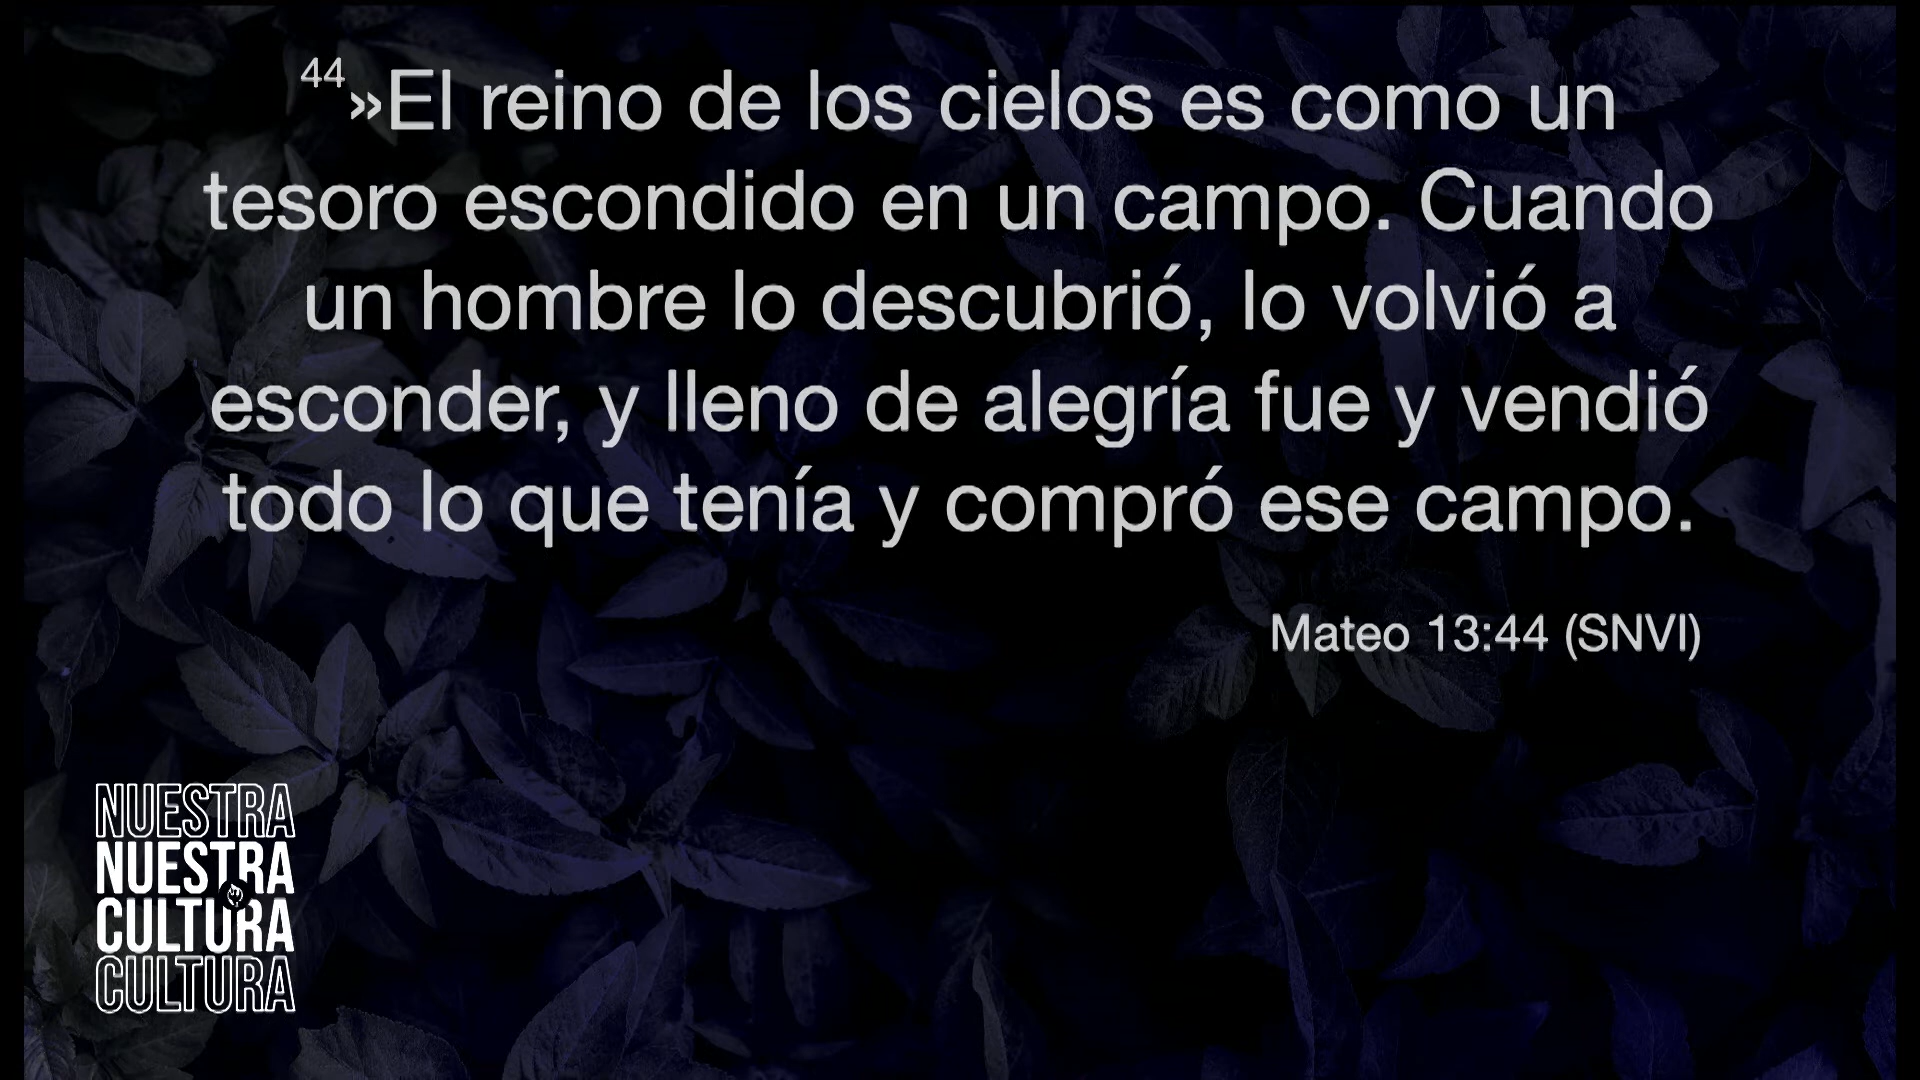 44»El reino de los cielos es como un
tesoro escondido en un campo. Cuando
un hombre lo descubrió, lo volvió a
esconder, y lleno de alegría fue y vendió
todo lo que tenía y compró ese campo.
Mateo 13:44 (SNVI)
NUESTRA
NUESTRA
CULTURA
CULTURA